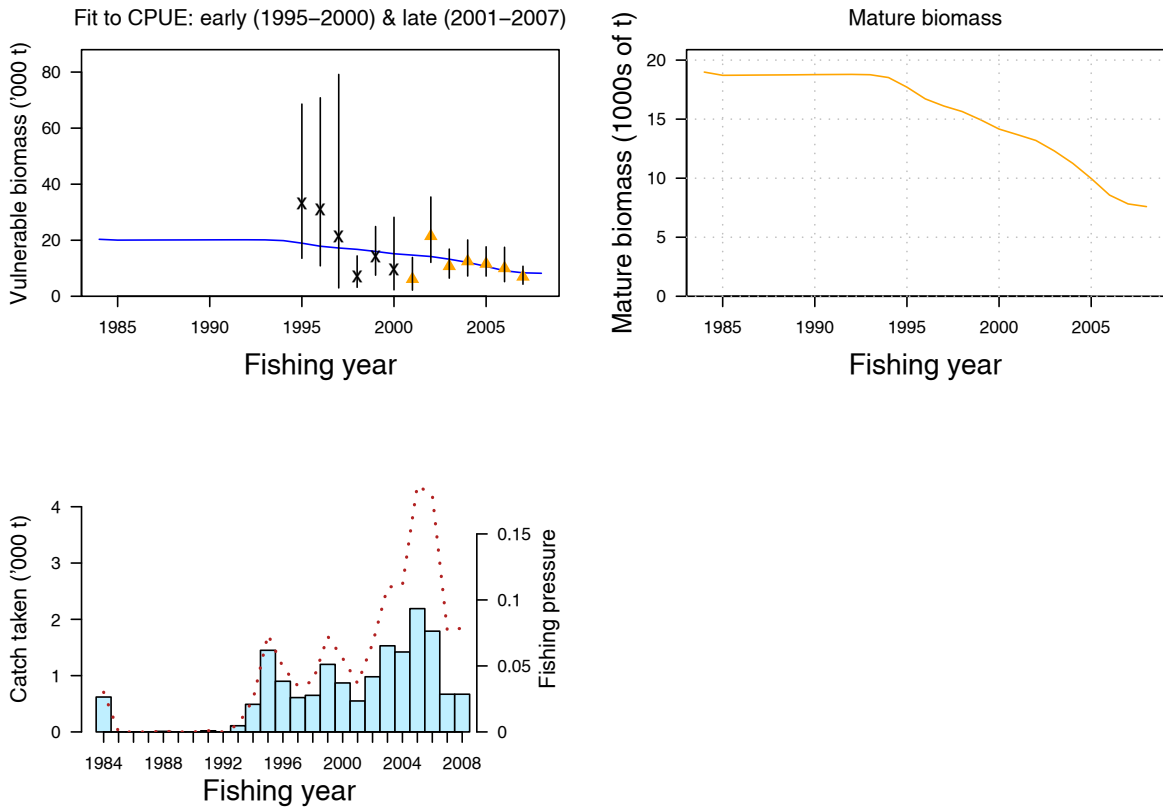 Fit to CPUE: early (1995−2000) & late (2001−2007)
Vulnerable biomass ('000 t)
80
60
40
20
0
1985 1990 1995 2000 2005
Fishing year
Mature biomass
Mature biomass (1000s of t)
20
15
10
5
0
1985 1990 1995 2000 2005
Fishing year
Catch taken ('000 t)
4
3
2
1
0
0.15
0.1
0.05
0
Fishing pressure
1984 1988 1992 1996 2000 2004 2008
Fishing year